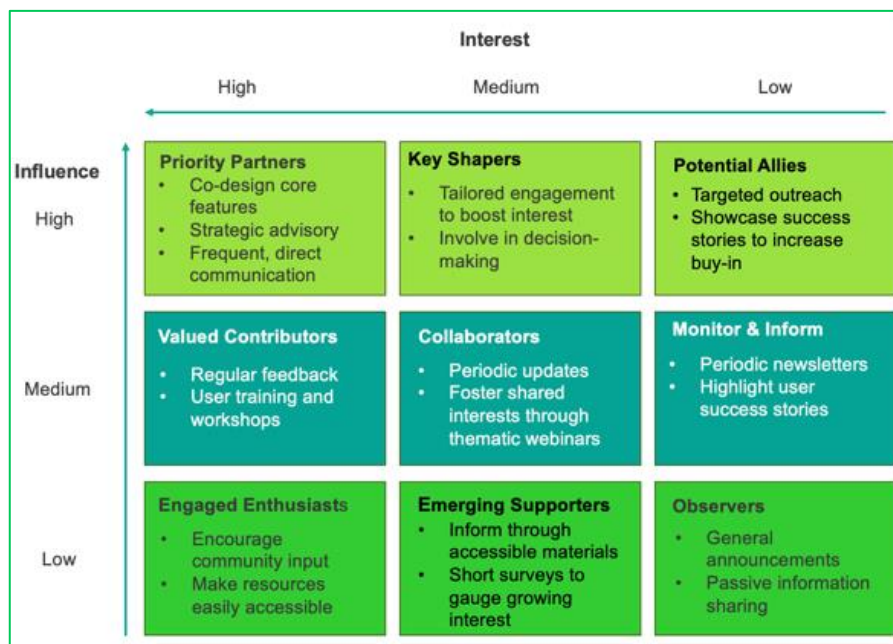 Interest
High
Medium
Low
Influence
High
Priority Partners
• Co-design core
features
• Strategic advisory
• Frequent, direct
communication
Key Shapers
• Tailored engagement
to boost interest
• Involve in decision-
making
Potential Allies
• Targeted outreach
• Showcase success
stories to increase
buy-in
Medium
Valued Contributors
• Regular feedback
• User training and
workshops
Collaborators
• Periodic updates
• Foster shared
interests through
thematic webinars
Monitor & Inform
• Periodic newsletters
• Highlight user
success stories
Low
Engaged Enthusiasts
• Encourage
community input
• Make resources
easily accessible
Emerging Supporters
• Inform through
accessible materials
• Short surveys to
gauge growing
interest
Observers
• General
announcements
• Passive information
sharing